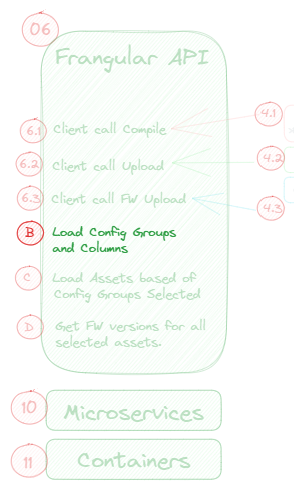 06
Frangular API
6.1 Client call Compile 4.1
6.2 Client call Upload 4.2
6.3 Client call FW Upload 4.3
B Load Config Groups
and Columns
C Load Assets based of
Config Groups Selected
D Get FW versions for all
selected assets.
10 Microservices
11 Containers